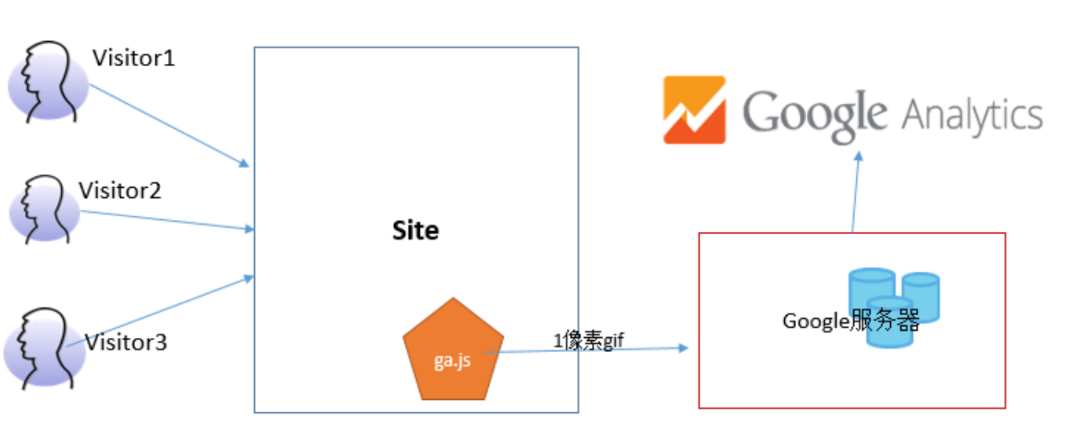 Visitor1
Visitor2
Visitor3
Site
ga.js
1像素gif
Google Analytics
Google服务器